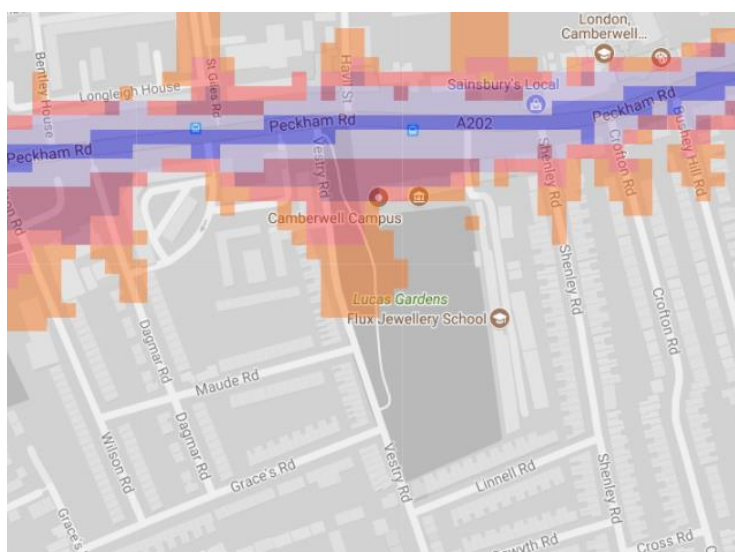 London,
Camberwell...
Bentley House
Longleigh House
St Giles Rd
Havil St
Sainsbury's Local
Peckham Rd
Peckham Rd
Peckham Rd
A202
Bushey Hill Rd
Crofton Rd
Shenley Rd
Vestry Rd
Camberwell Campus
Lucas Gardens
Flux Jewellery School
Shenley Rd
Crofton Rd
Dagmar Rd
Maude Rd
Dagmar Rd
Wilson Rd
Grace's Rd
Vestry Rd
Linnell Rd
Shenley Rd
Grace's
Cross Rd